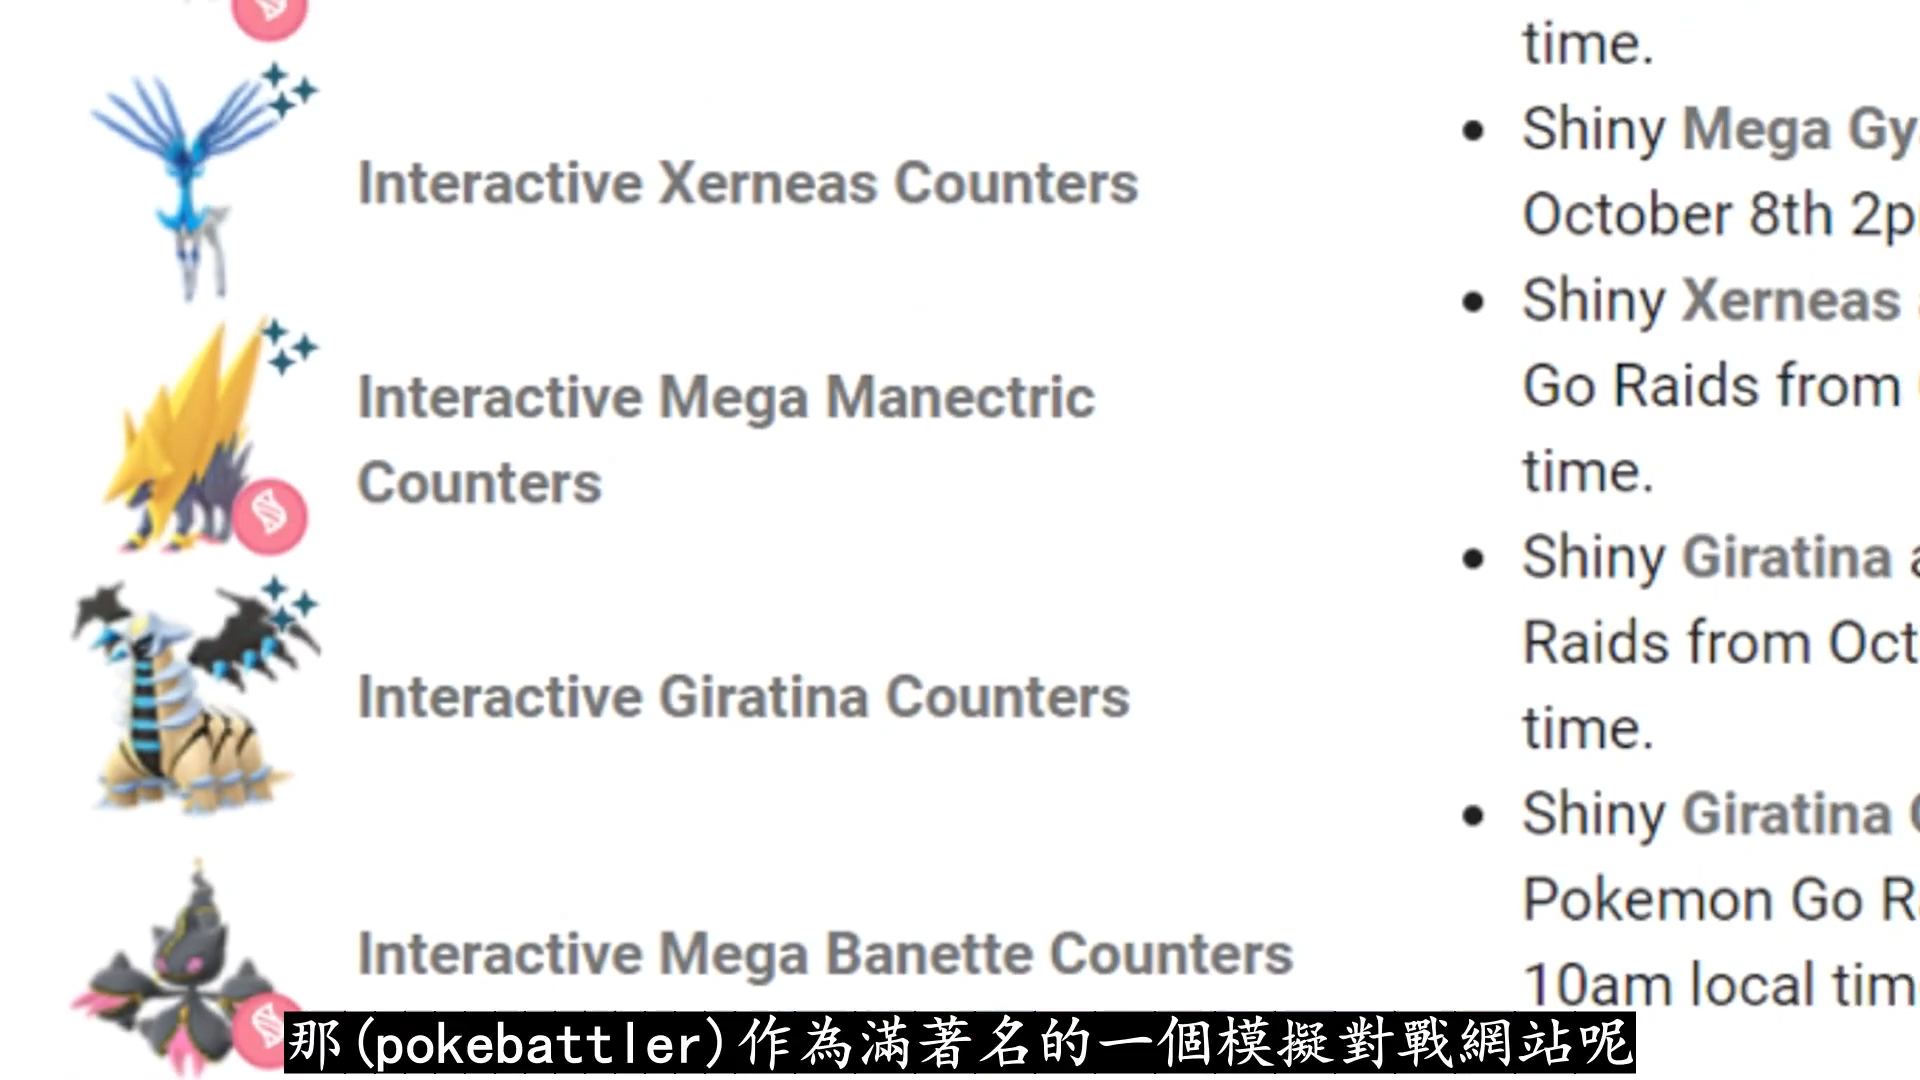 Interactive Xerneas Counters
Interactive Mega Manectric
Counters
Interactive Giratina Counters
Interactive Mega Banette Counters
time.
Shiny Mega Gy
October 8th 2p
Shiny Xerneas
Go Raids from
time.
Shiny Giratina a
Raids from Oct
time.
Shiny Giratina
Pokemon Go R
10am local tim
那(pokebattler)作為滿著名的一個模擬對戰網站呢